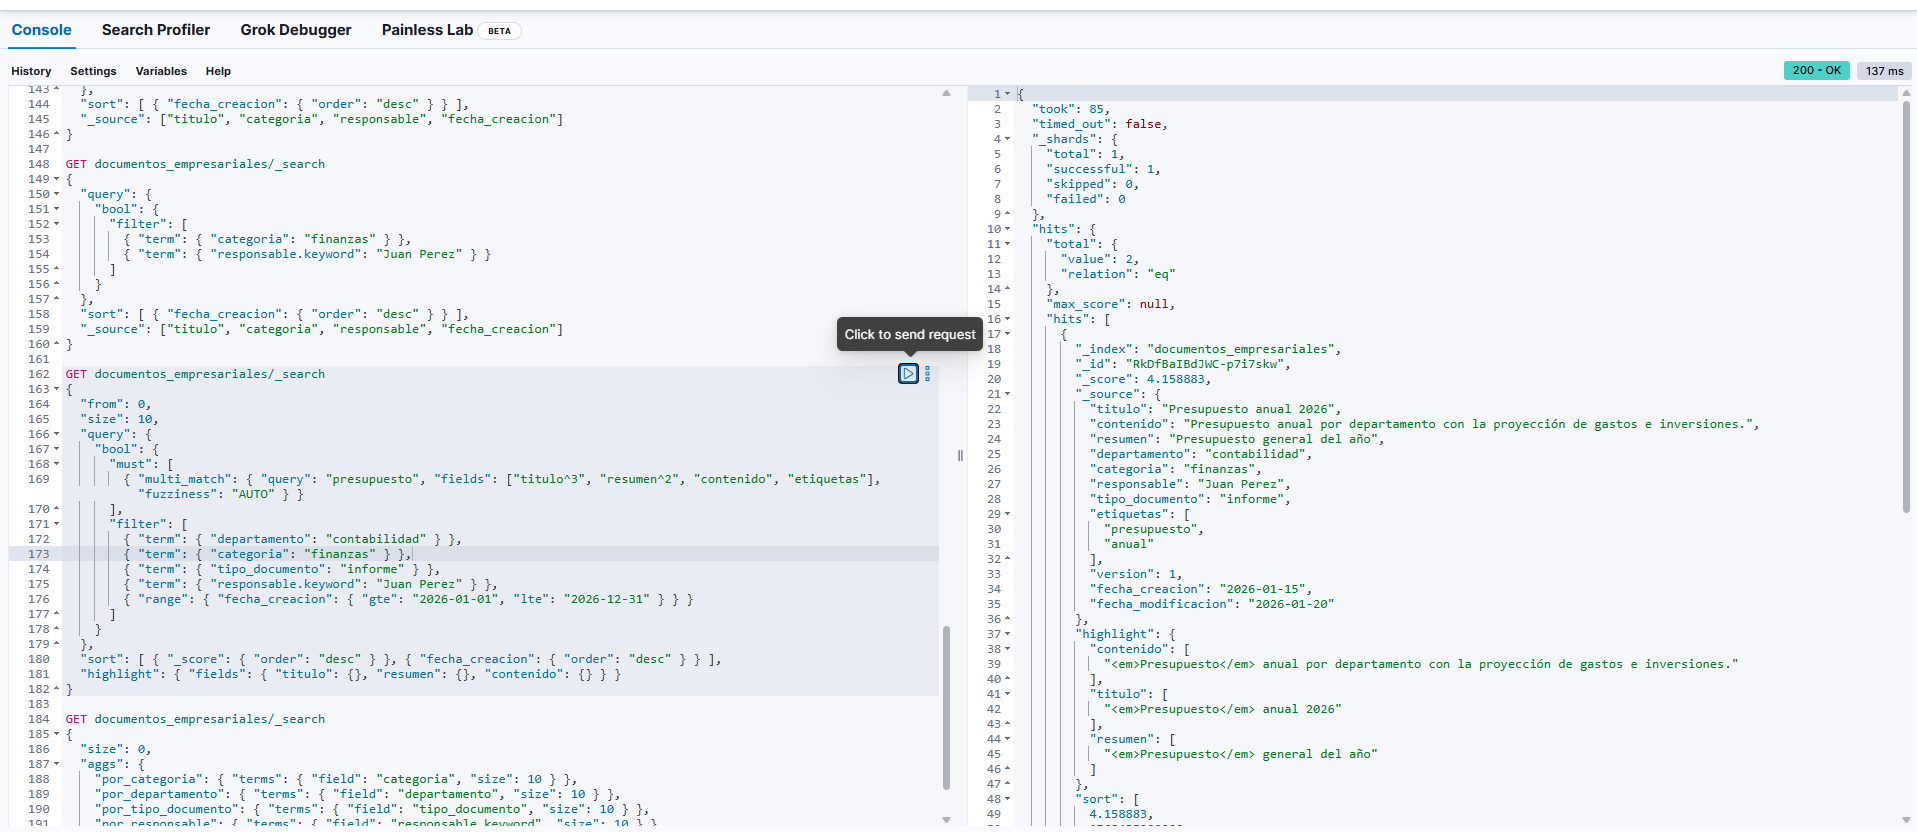 Console Search Profiler Grok Debugger Painless Lab BETA
History Settings Variables Help
200 - OK 137 ms
143 },
144 "sort": [ { "fecha_creacion": { "order": "desc" } } ],
145 "_source": ["titulo", "categoria", "responsable", "fecha_creacion"]
146 }
147
148 GET documentos_empresariales/_search
149 {
150 "query": {
151 "bool": {
152 "filter": [
153 { "term": { "categoria": "finanzas" } },
154 { "term": { "responsable.keyword": "Juan Perez" } }
155 ]
156 }
157 },
158 "sort": [ { "fecha_creacion": { "order": "desc" } } ],
159 "_source": ["titulo", "categoria", "responsable", "fecha_creacion"]
160 }
161
Click to send request
162 GET documentos_empresariales/_search
163 {
164 "from": 0,
165 "size": 10,
166 "query": {
167 "bool": {
168 "must": [
169 { "multi_match": { "query": "presupuesto", "fields": ["titulo^3", "resumen^2", "contenido", "etiquetas"],
"fuzziness": "AUTO" } }
170 ],
171 "filter": [
172 { "term": { "departamento": "contabilidad" } },
173 { "term": { "categoria": "finanzas" } },
174 { "term": { "tipo_documento": "informe" } },
175 { "term": { "responsable.keyword": "Juan Perez" } },
176 { "range": { "fecha_creacion": { "gte": "2026-01-01", "lte": "2026-12-31" } } }
177 ]
178 }
179 },
180 "sort": [ { "_score": { "order": "desc" } }, { "fecha_creacion": { "order": "desc" } } ],
181 "highlight": { "fields": { "titulo": {}, "resumen": {}, "contenido": {} } }
182 }
183
184 GET documentos_empresariales/_search
185 {
186 "size": 0,
187 "aggs": {
188 "por_categoria": { "terms": { "field": "categoria", "size": 10 } },
189 "por_departamento": { "terms": { "field": "departamento", "size": 10 } },
190 "por_tipo_documento": { "terms": { "field": "tipo_documento", "size": 10 } },
191 "por_responsable": { "terms": { "field": "responsable.keyword", "size": 10 } },
1 {
2 "took": 85,
3 "timed_out": false,
4 "_shards": {
5 "total": 1,
6 "successful": 1,
7 "skipped": 0,
8 "failed": 0
9 },
10 "hits": {
11 "total": {
12 "value": 2,
13 "relation": "eq"
14 },
15 "max_score": null,
16 "hits": [
17 {
18 "_index": "documentos_empresariales",
19 "_id": "RkDfBaIBdJWC-p7i7skw",
20 "_score": 4.158883,
21 "_source": {
22 "titulo": "Presupuesto anual 2026",
23 "contenido": "Presupuesto anual por departamento con la proyección de gastos e inversiones.",
24 "resumen": "Presupuesto general del año",
25 "departamento": "contabilidad",
26 "categoria": "finanzas",
27 "responsable": "Juan Perez",
28 "tipo_documento": "informe",
29 "etiquetas": [
30 "presupuesto",
31 "anual"
32 ],
33 "version": 1,
34 "fecha_creacion": "2026-01-15",
35 "fecha_modificacion": "2026-01-20"
36 },
37 "highlight": {
38 "contenido": [
39 "<em>Presupuesto</em> anual por departamento con la proyección de gastos e inversiones."
40 ],
41 "titulo": [
42 "<em>Presupuesto</em> anual 2026"
43 ],
44 "resumen": [
45 "<em>Presupuesto</em> general del año"
46 ]
47 },
48 "sort": [
49 4.158883,